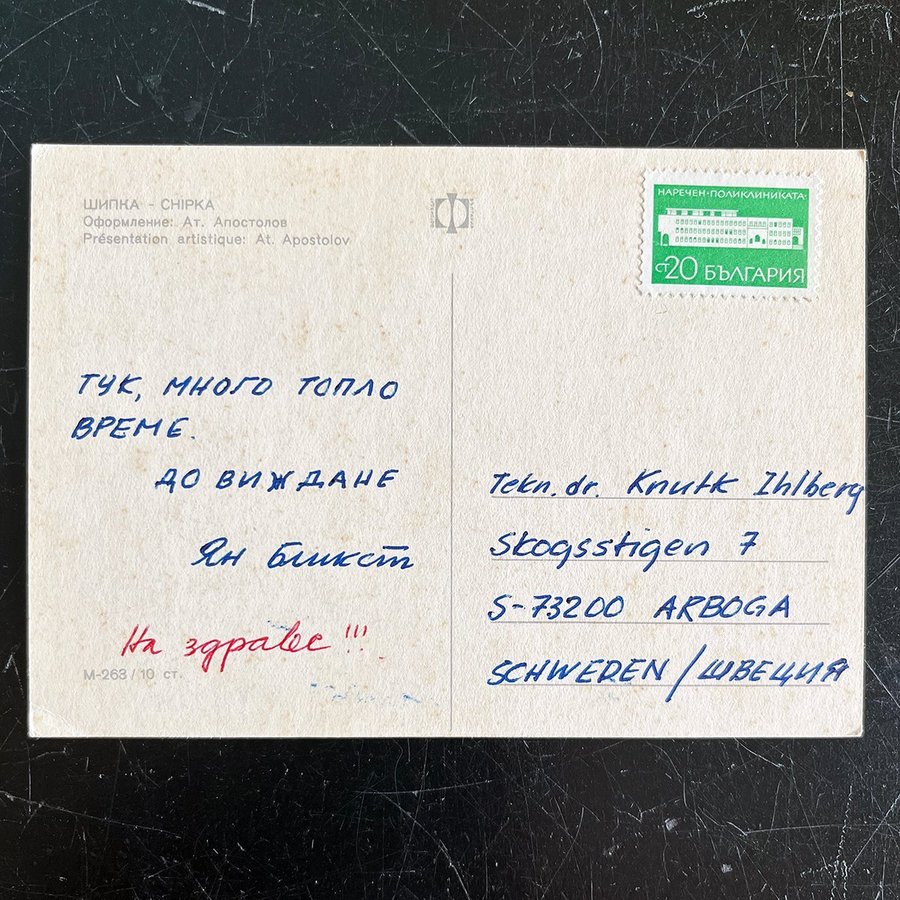 ШИПКА - CHIPKA
Оформление: Ат. Апостолов
Présentation artistique: At. Apostolov
НАРЕЧЕН·ПОЛИКЛИНИКАТА·
СТ20 БЪЛГАРИЯ
ТУК, МНОГО ТОПЛО
ВРЕМЕ.
ДО ВИЖДАНЕ
Ян Бликст
На здраве!!!
М-263/10 ст.
Tekn. dr. Knutk Ihlberg
Skogsstigen 7
S-73200 ARBOGA
SCHWEDEN/ШВЕЦИЯ